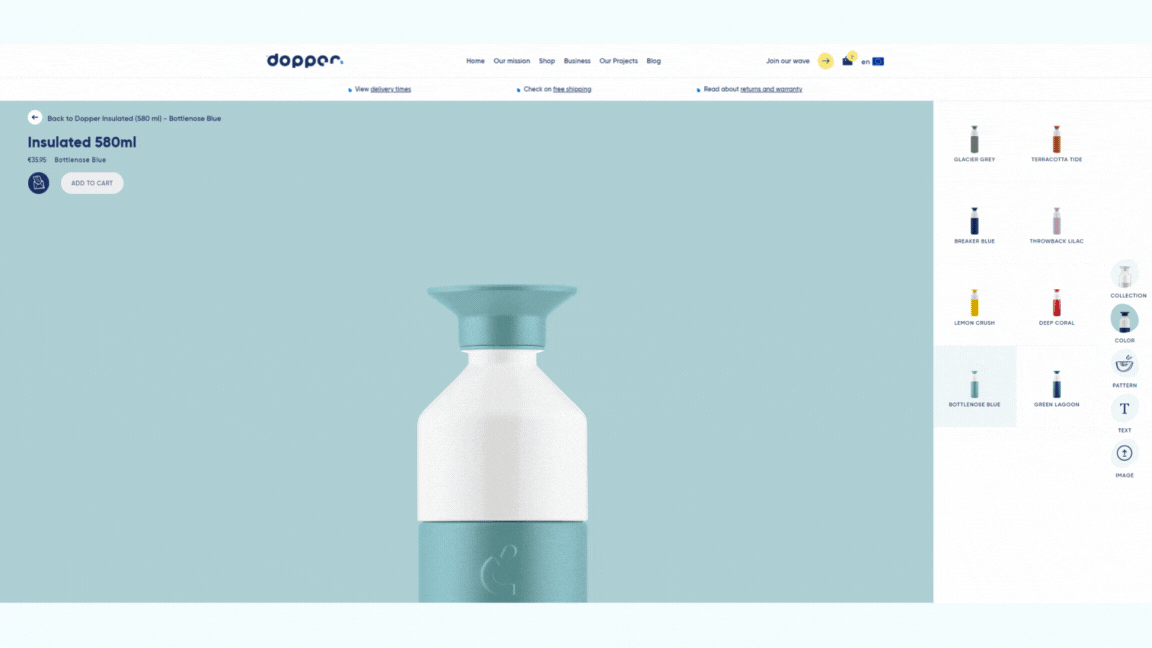 dopper.
Home Our mission Shop Business Our Projects Blog
Join our wave
en
View delivery times
Check on free shipping
Read about returns and warranty
Back to Dopper Insulated (580 ml) - Bottlenose Blue
Insulated 580ml
€35.95 Bottlenose Blue
ADD TO CART
GLACIER GREY
TERRACOTTA TIDE
BREAKER BLUE
THROWBACK LILAC
LEMON CRUSH
DEEP CORAL
BOTTLENOSE BLUE
GREEN LAGOON
COLLECTION
COLOR
PATTERN
T
TEXT
IMAGE